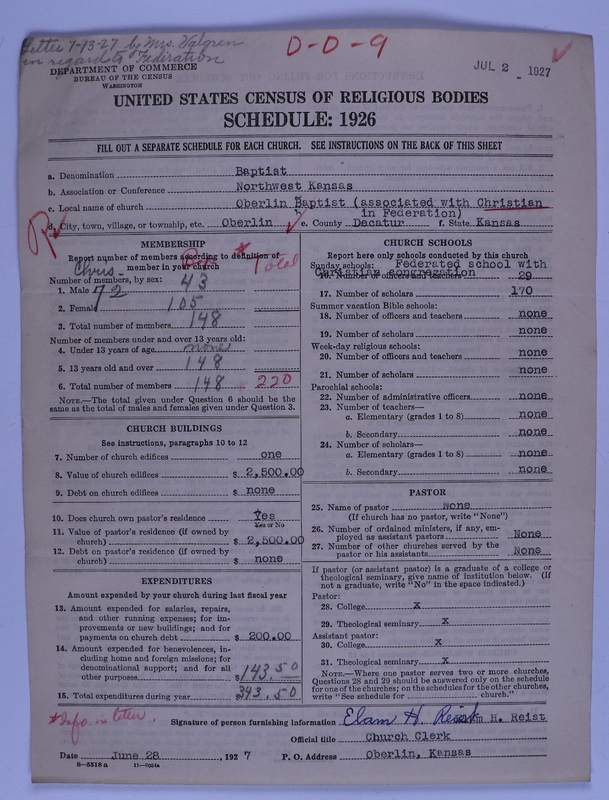 Letter 7-13-27 by Mrs. Walgren
in regard to Federation
D-D-9
JUL 2 1927
DEPARTMENT OF COMMERCE
BUREAU OF THE CENSUS
WASHINGTON
UNITED STATES CENSUS OF RELIGIOUS BODIES
SCHEDULE: 1926
FILL OUT A SEPARATE SCHEDULE FOR EACH CHURCH. SEE INSTRUCTIONS ON THE BACK OF THIS SHEET
a. Denomination Baptist
b. Association or Conference Northwest Kansas
c. Local name of church Oberlin Baptist (associated with Christian
in Federation)
d. City, town, village, or township, etc. Oberlin e. County Decatur f. State Kansas
MEMBERSHIP
Report number of members according to definition of
member in your church
Chris- * Total
Number of members, by sex:
1. Male 72 43
2. Female 105
3. Total number of members 148
Number of members under and over 13 years old:
4. Under 13 years of age none
5. 13 years old and over 148
6. Total number of members 148 220
NOTE.—The total given under Question 6 should be
same as the total of males and females given under Question 3.
CHURCH BUILDINGS
See instructions, paragraphs 10 to 12
7. Number of church edifices one
8. Value of church edifices $ 2,500.00
9. Debt on church edifices $ none
10. Does church own pastor's residence Yes
Yes or No
11. Value of pastor's residence (if owned by
church) $ 2,500.00
12. Debt on pastor's residence (if owned by
church) $ none
EXPENDITURES
Amount expended by your church during last fiscal year
13. Amount expended for salaries, repairs,
and other running expenses; for im-
provements or new buildings; and for
payments on church debt $ 200.00
14. Amount expended for benevolences, in-
cluding home and foreign missions; for
denominational support; and for all
other purposes $ 143.50
15. Total expenditures during year $ 343.50
CHURCH SCHOOLS
Report here only schools conducted by this church
Sunday schools: Federated school with
Christian congregation
16. Number of officers and teachers 29
17. Number of scholars 170
Summer vacation Bible schools:
18. Number of officers and teachers none
19. Number of scholars none
Week-day religious schools:
20. Number of officers and teachers none
21. Number of scholars none
Parochial schools:
22. Number of administrative officers none
23. Number of teachers—
a. Elementary (grades 1 to 8) none
b. Secondary none
24. Number of scholars—
a. Elementary (grades 1 to 8) none
b. Secondary none
PASTOR
25. Name of pastor None
(If church has no pastor, write "None")
26. Number of ordained ministers, if any, em-
ployed as assistant pastors None
27. Number of other churches served by the
pastor or his assistants None
If pastor (or assistant pastor) is a graduate of a college or
theological seminary, give name of institution below. (If
not a graduate, write "No" in the space indicated.)
Pastor:
28. College x
29. Theological seminary x
Assistant pastor:
30. College x
31. Theological seminary x
NOTE.—Where one pastor serves two or more churches,
Questions 28 and 29 should be answered only on the schedule
for one of the churches; on the schedules for the other churches,
write "See schedule for church."
*Info in letter.
Signature of person furnishing information Elam H. Reist H. Reist
Official title Church Clerk
Date June 28, 1927 P. O. Address Oberlin, Kansas
8—5518 a 11—9024a